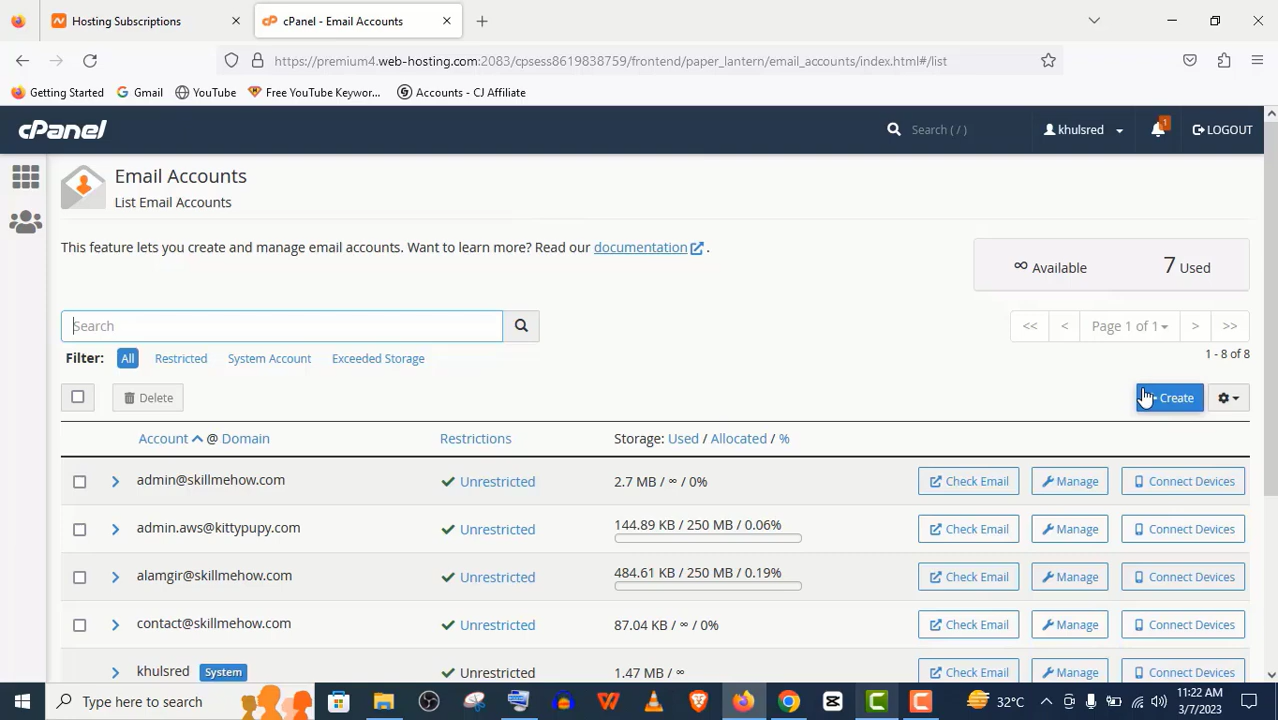 Hosting Subscriptions
cPanel - Email Accounts
https://premium4.web-hosting.com:2083/cpsess8619838759/frontend/paper_lantern/email_accounts/index.html#/list
Getting Started
Gmail
YouTube
Free YouTube Keywor...
Accounts - CJ Affiliate
cPanel
Search ( / )
khulsred
1
LOGOUT
Email Accounts
List Email Accounts
This feature lets you create and manage email accounts. Want to learn more? Read our documentation .
∞ Available 7 Used
Search
<< < Page 1 of 1 > >>
Filter: All Restricted System Account Exceeded Storage
1 - 8 of 8
Delete
Create
Account @ Domain Restrictions Storage: Used / Allocated / %
admin@skillmehow.com Unrestricted 2.7 MB / ∞ / 0% Check Email Manage Connect Devices
admin.aws@kittypupy.com Unrestricted 144.89 KB / 250 MB / 0.06% Check Email Manage Connect Devices
alamgir@skillmehow.com Unrestricted 484.61 KB / 250 MB / 0.19% Check Email Manage Connect Devices
contact@skillmehow.com Unrestricted 87.04 KB / ∞ / 0% Check Email Manage Connect Devices
khulsred System Unrestricted 1.47 MB / ∞ Check Email Manage Connect Devices
Type here to search
32°C
11:22 AM
3/7/2023